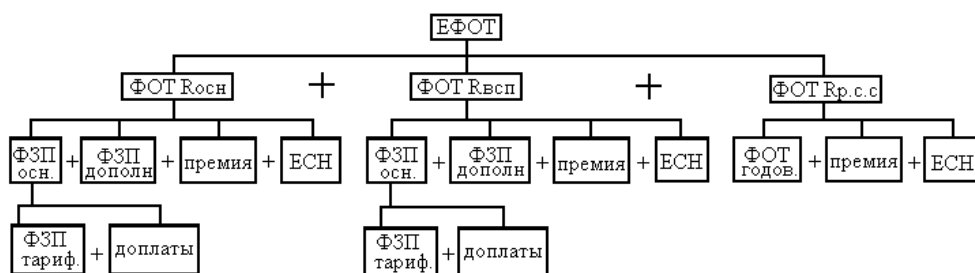 ЕФОТ
ФОТ Rосн + ФОТ Rвсп + ФОТ Rр.с.с
ФЗП осн. + ФЗП дополн + премия + ЕСН
ФЗП осн. + ФЗП дополн + премия + ЕСН
ФОТ годов. + премия + ЕСН
ФЗП тариф. + доплаты
ФЗП тариф. + доплаты